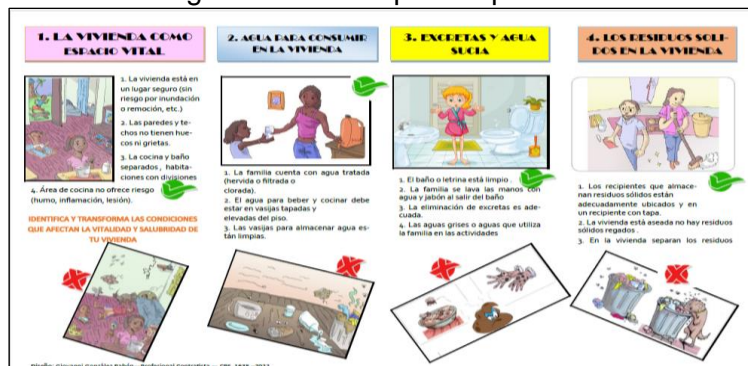 1. LA VIVIENDA COMO
ESPACIO VITAL
1. La vivienda está en
un lugar seguro (sin
riesgo por inundación
o remoción, etc.)
2. Las paredes y te-
chos no tienen hue-
cos ni grietas.
3. La cocina y baño
separados, habita-
ciones con divisiones
4. Área de cocina no ofrece riesgo
(humo, inflamación, lesión).
IDENTIFICA Y TRANSFORMA LAS CONDICIONES
QUE AFECTAN LA VITALIDAD Y SALUBRIDAD DE
TU VIVIENDA
2. AGUA PARA CONSUMIR
EN LA VIVIENDA
1. La familia cuenta con agua tratada
(hervida o filtrada o
clorada).
2. El agua para beber y cocinar debe
estar en vasijas tapadas y
elevadas del piso.
3. Las vasijas para almacenar agua es-
tán limpias.
3. EXCRETAS Y AGUA
SUCIA
1. El baño o letrina está limpio .
2. La familia se lava las manos con
agua y jabón al salir del baño
3. La eliminación de excretas es ade-
cuada.
4. Las aguas grises o aguas que utiliza
la familia en las actividades
4. LOS RESIDUOS SOLI-
DOS EN LA VIVIENDA
1. Los recipientes que almace-
nan residuos sólidos están
adecuadamente ubicados y en
un recipiente con tapa.
2. La vivienda está aseada no hay residuos
sólidos regados .
3. En la vivienda separan los residuos